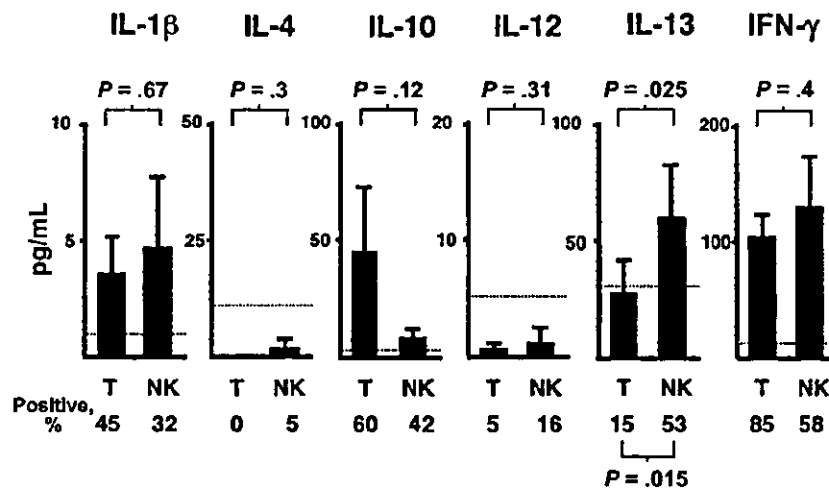 IL-1β IL-4 IL-10 IL-12 IL-13 IFN-γ
P = .67 P = .3 P = .12 P = .31 P = .025 P = .4
10 50 100 20 100 200
pg/mL
5 25 50 10 50 100
T NK T NK T NK T NK T NK T NK
Positive,
% 45 32 0 5 60 42 5 16 15 53 85 58
P = .015